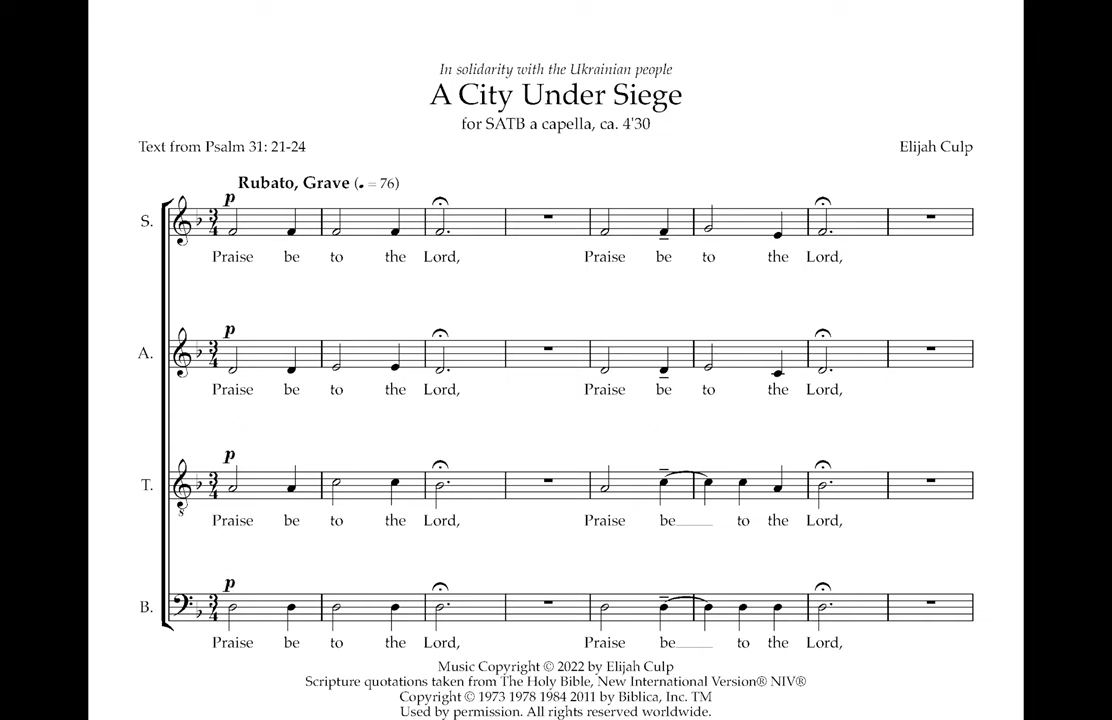 In solidarity with the Ukrainian people
A City Under Siege
for SATB a capella, ca. 4'30
Text from Psalm 31: 21-24
Elijah Culp
Rubato, Grave (♩ = 76)
p
S.
Praise be to the Lord, Praise be to the Lord,
p
A.
Praise be to the Lord, Praise be to the Lord,
p
T.
Praise be to the Lord, Praise be to the Lord,
p
B.
Praise be to the Lord, Praise be to the Lord,
Music Copyright © 2022 by Elijah Culp
Scripture quotations taken from The Holy Bible, New International Version® NIV®
Copyright © 1973 1978 1984 2011 by Biblica, Inc. TM
Used by permission. All rights reserved worldwide.